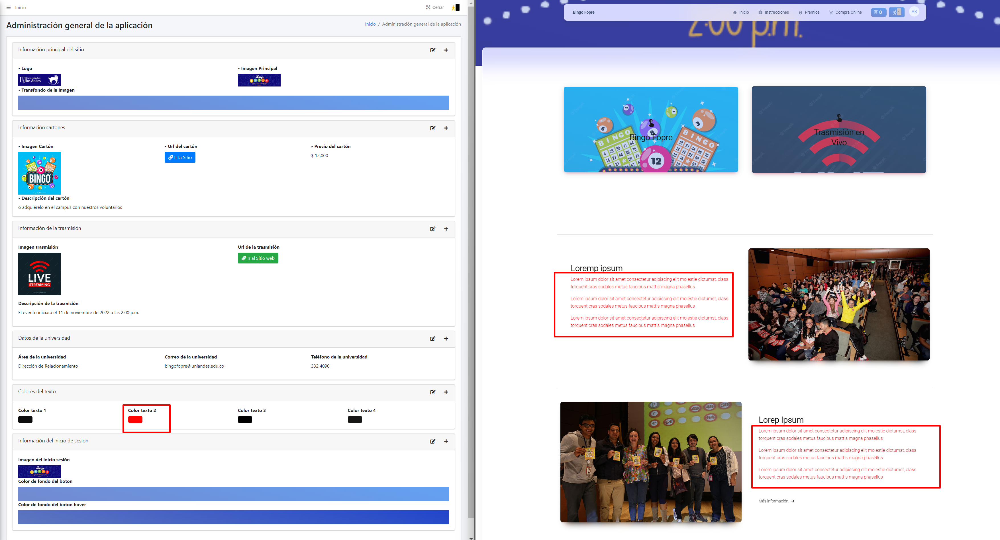 Inicio
Cerrar
Administración general de la aplicación
Inicio / Administración general de la aplicación
Información principal del sitio
• Logo
• Imagen Principal
Universidad de
los Andes
Bingo
fopre
• Transfondo de la Imagen
Información cartones
• Imagen Cartón
• Url del cartón
• Precio del cartón
Ir la Sitio
$ 12,000
BINGO
• Descripción del cartón
o adquierelo en el campus con nuestros voluntarios
Información de la trasmisión
Imagen trasmisión
Url de la trasmisión
Ir al Sitio web
LIVE
STREAMING
Descripción de la trasmisión
El evento iniciará el 11 de noviembre de 2022 a las 2:00 p.m.
Datos de la universidad
Área de la universidad
Correo de la universidad
Teléfono de la universidad
Dirección de Relacionamiento
bingofopre@uniandes.edu.co
332 4090
Colores del texto
Color texto 1
Color texto 2
Color texto 3
Color texto 4
Información del inicio de sesión
Imagen del inicio sesión
Bingo
fopre
Color de fondo del boton
Color de fondo del boton hover
Bingo Fopre
Inicio
Instrucciones
Premios
Compra Online
0
AB
2:00 p.m.
BINGO
BINGO
Bingo Fopre
12
Trasmisión en
Vivo
Loremp ipsum
Lorem ipsum dolor sit amet consectetur adipiscing elit molestie dictumst, class
torquent cras sodales metus faucibus mattis magna phasellus
Lorem ipsum dolor sit amet consectetur adipiscing elit molestie dictumst, class
torquent cras sodales metus faucibus mattis magna phasellus
Lorem ipsum dolor sit amet consectetur adipiscing elit molestie dictumst, class
torquent cras sodales metus faucibus mattis magna phasellus
48 49 50
61 64
Lorep Ipsum
Lorem ipsum dolor sit amet consectetur adipiscing elit molestie dictumst, class
torquent cras sodales metus faucibus mattis magna phasellus
Lorem ipsum dolor sit amet consectetur adipiscing elit molestie dictumst, class
torquent cras sodales metus faucibus mattis magna phasellus
Lorem ipsum dolor sit amet consectetur adipiscing elit molestie dictumst, class
torquent cras sodales metus faucibus mattis magna phasellus
Más información.